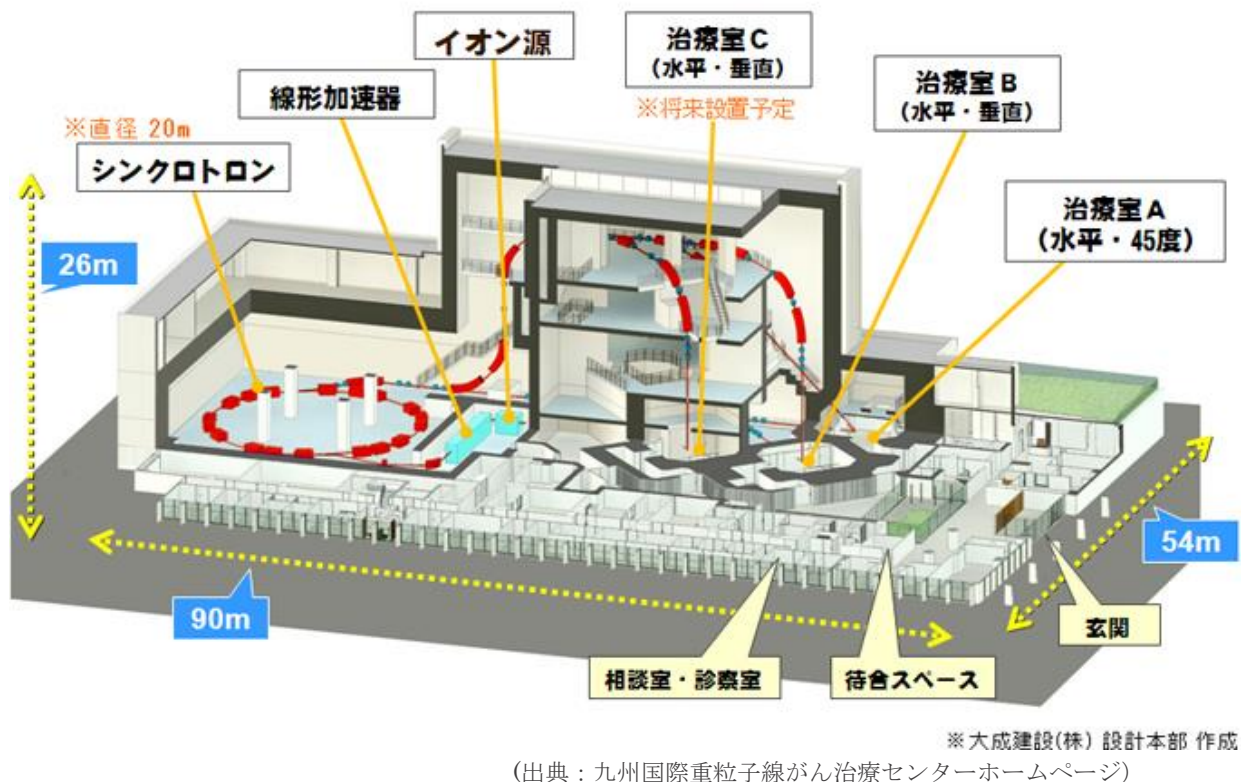 イオン源
治療室C
(水平・垂直)
※将来設置予定
線形加速器
治療室B
(水平・垂直)
※直径 20m
シンクロトロン
治療室A
(水平・45度)
26m
54m
90m
玄関
相談室・診察室
待合スペース
※大成建設(株) 設計本部 作成
(出典：九州国際重粒子線がん治療センターホームページ)